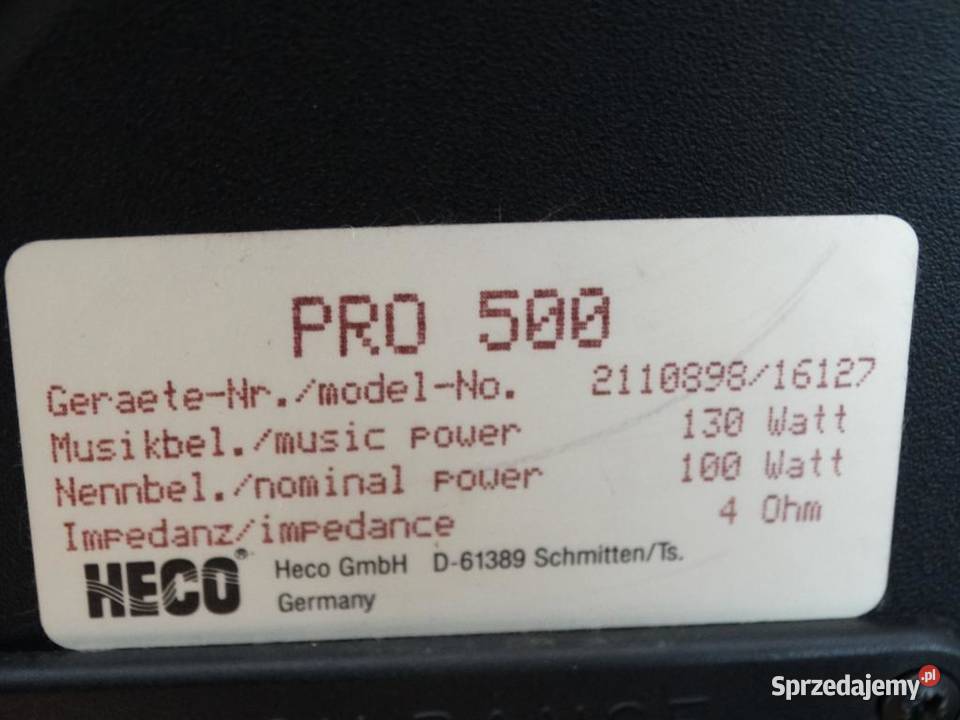 PRO 500
Geraete-Nr./model-No. 2110898/16127
Musikbel./music power 130 Watt
Nennbel./nominal power 100 Watt
Impedanz/impedance 4 Ohm
HECO® Heco GmbH D-61389 Schmitten/Ts.
Germany
Sprzedajemy.pl